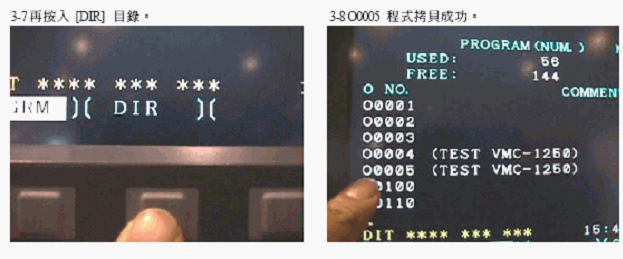 3-7再按入 [DIR] 目錄。
T **** *** ***
GRM )( DIR )(
3-8O0005 程式拷貝成功。
PROGRAM (NUM.)
USED: 56
FREE: 144
O NO. COMMEN
O0001
O0002
O0003
O0004 (TEST VMC-1250)
O0005 (TEST VMC-1250)
0100
0110
DIT **** *** *** 15:4